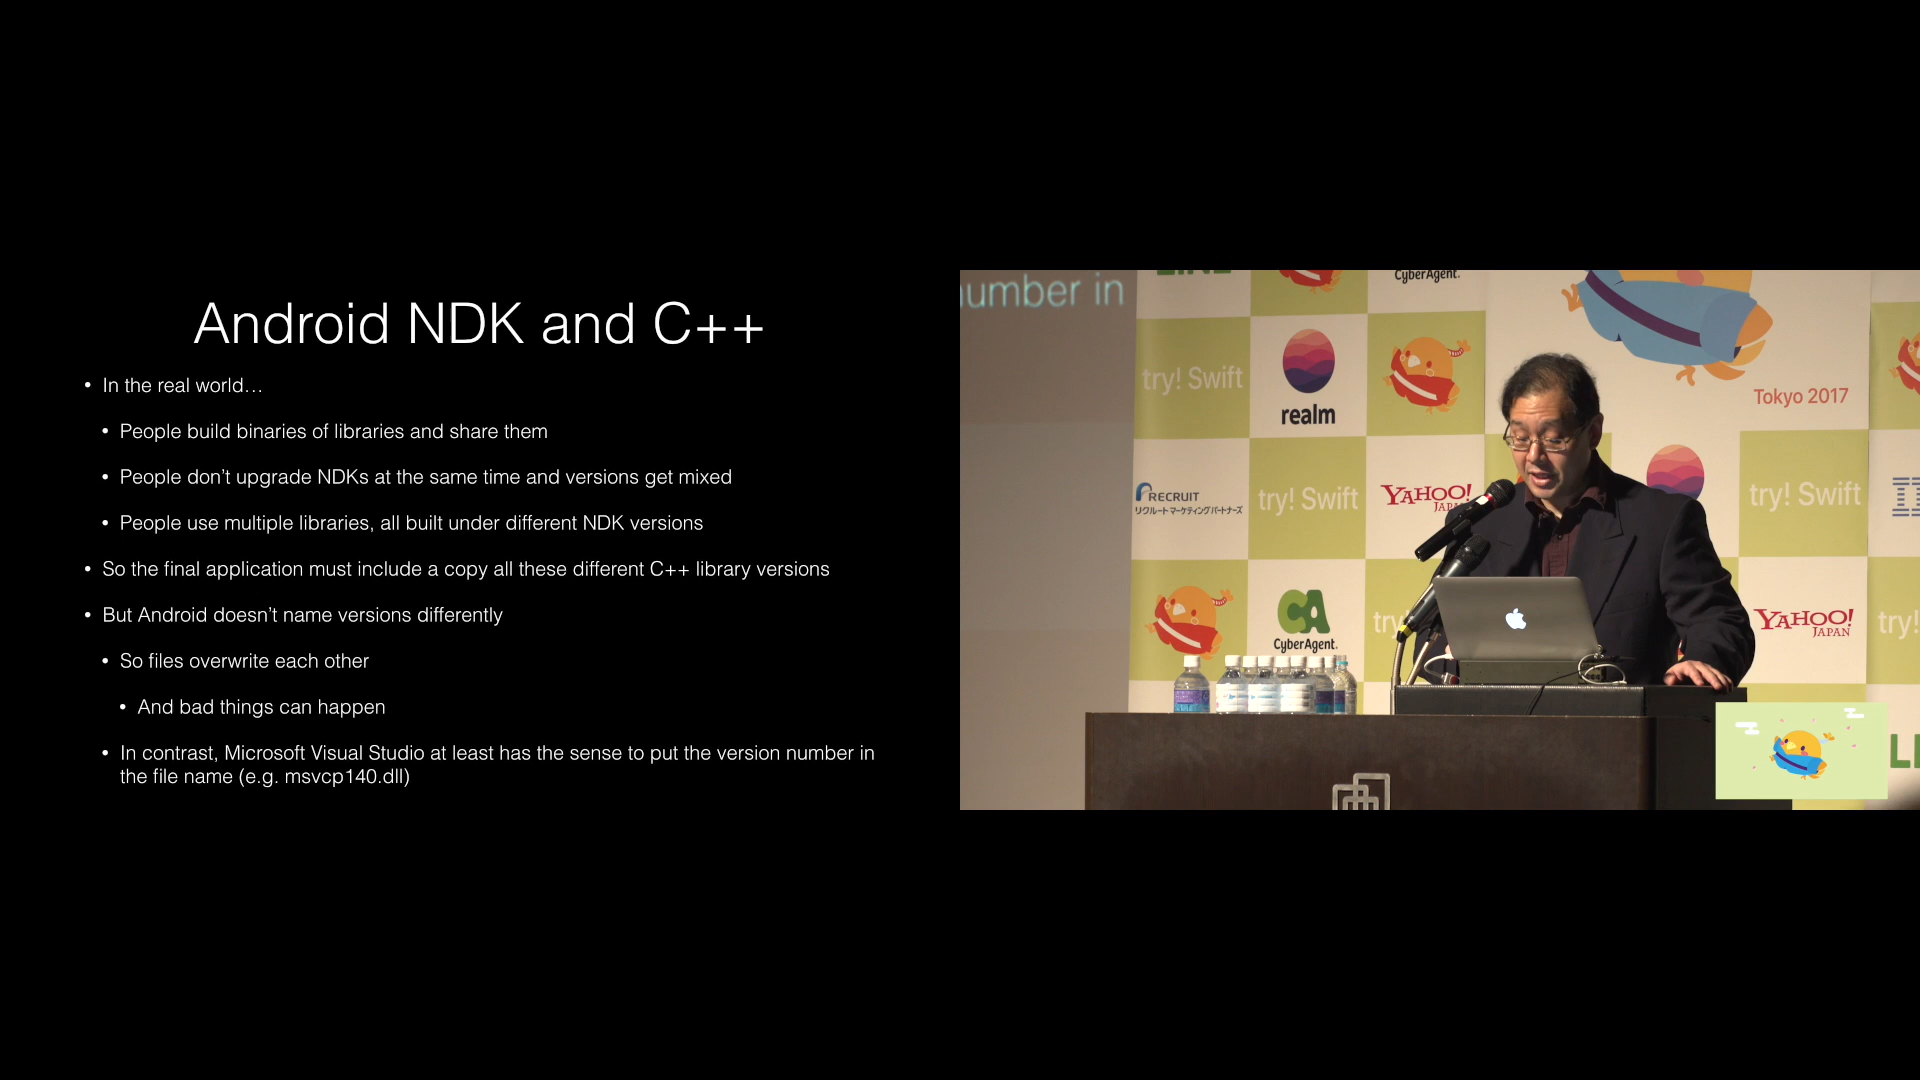 Android NDK and C++
• In the real world…
• People build binaries of libraries and share them
• People don't upgrade NDKs at the same time and versions get mixed
• People use multiple libraries, all built under different NDK versions
• So the final application must include a copy all these different C++ library versions
• But Android doesn't name versions differently
• So files overwrite each other
• And bad things can happen
• In contrast, Microsoft Visual Studio at least has the sense to put the version number in
the file name (e.g. msvcp140.dll)
number in
LINE
CyberAgent.
try! Swift
realm
Tokyo 2017
RECRUIT
リクルート マーケティングパートナーズ
try! Swift
YAHOO!
JAPAN
try! Swift
IBM
CA
CyberAgent.
try!
YAHOO!
JAPAN
try!